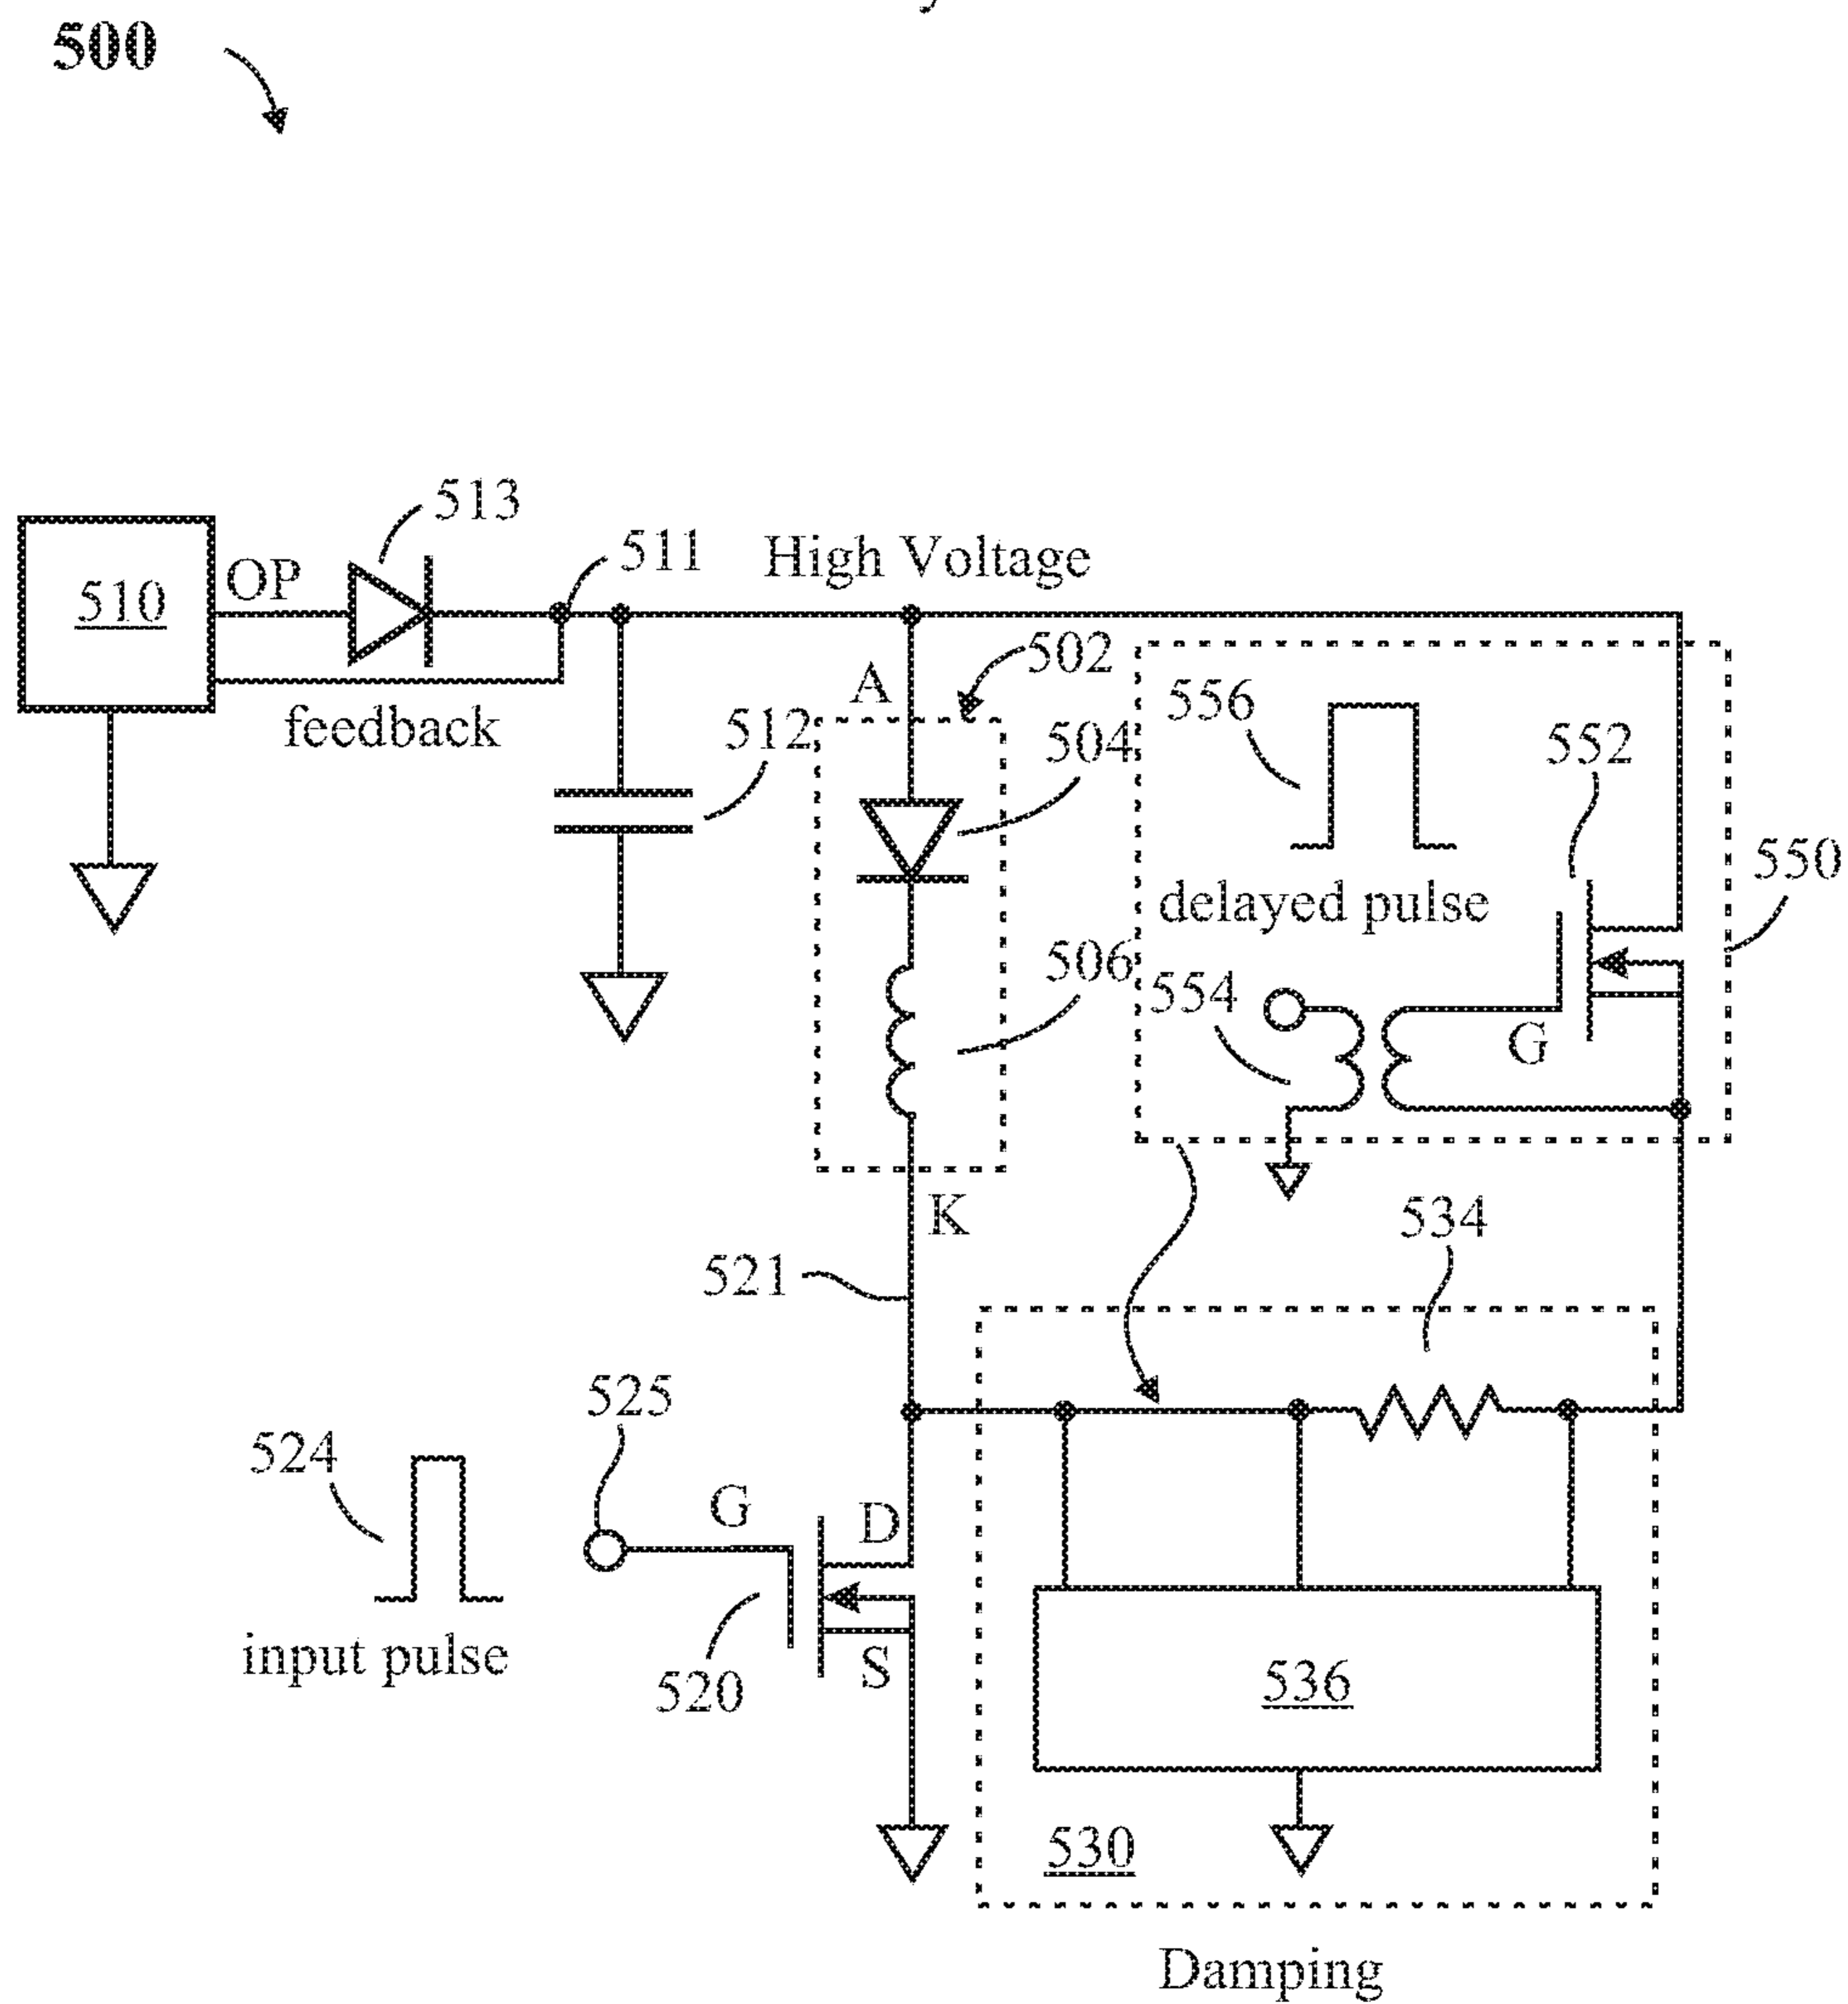 500
513
OP
511
High Voltage
510
502
A
556
feedback
512
504
552
550
delayed pulse
506
554
G
K
534
521
525
524
G
D
input pulse
520
S
536
530
Damping